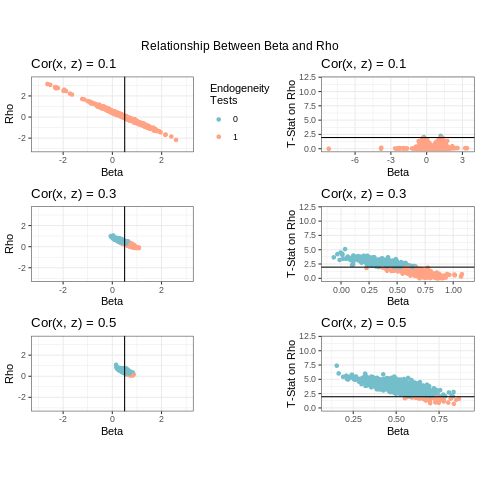 Relationship Between Beta and Rho
Cor(x, z) = 0.1
Rho
2
0
-2
-2
0
2
Beta
Endogeneity
Tests
0
1
Cor(x, z) = 0.1
T-Stat on Rho
12.5
10.0
7.5
5.0
2.5
0.0
-6
-3
0
3
Beta
Cor(x, z) = 0.3
Rho
2
0
-2
-2
0
2
Beta
Cor(x, z) = 0.3
T-Stat on Rho
12.5
10.0
7.5
5.0
2.5
0.0
0.00
0.25
0.50
0.75
1.00
Beta
Cor(x, z) = 0.5
Rho
2
0
-2
-2
0
2
Beta
Cor(x, z) = 0.5
T-Stat on Rho
12.5
10.0
7.5
5.0
2.5
0.0
0.25
0.50
0.75
Beta